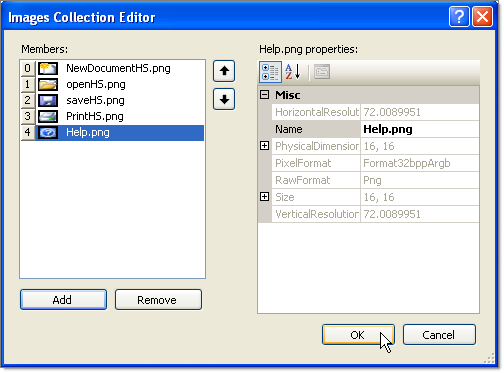 Images Collection Editor
Members:
0 NewDocumentHS.png
1 openHS.png
2 saveHS.png
3 PrintHS.png
4 Help.png
Add
Remove
Help.png properties:
Misc
HorizontalResolut 72.0089951
Name Help.png
PhysicalDimension 16, 16
PixelFormat Format32bppArgb
RawFormat Png
Size 16, 16
VerticalResolution 72.0089951
OK
Cancel